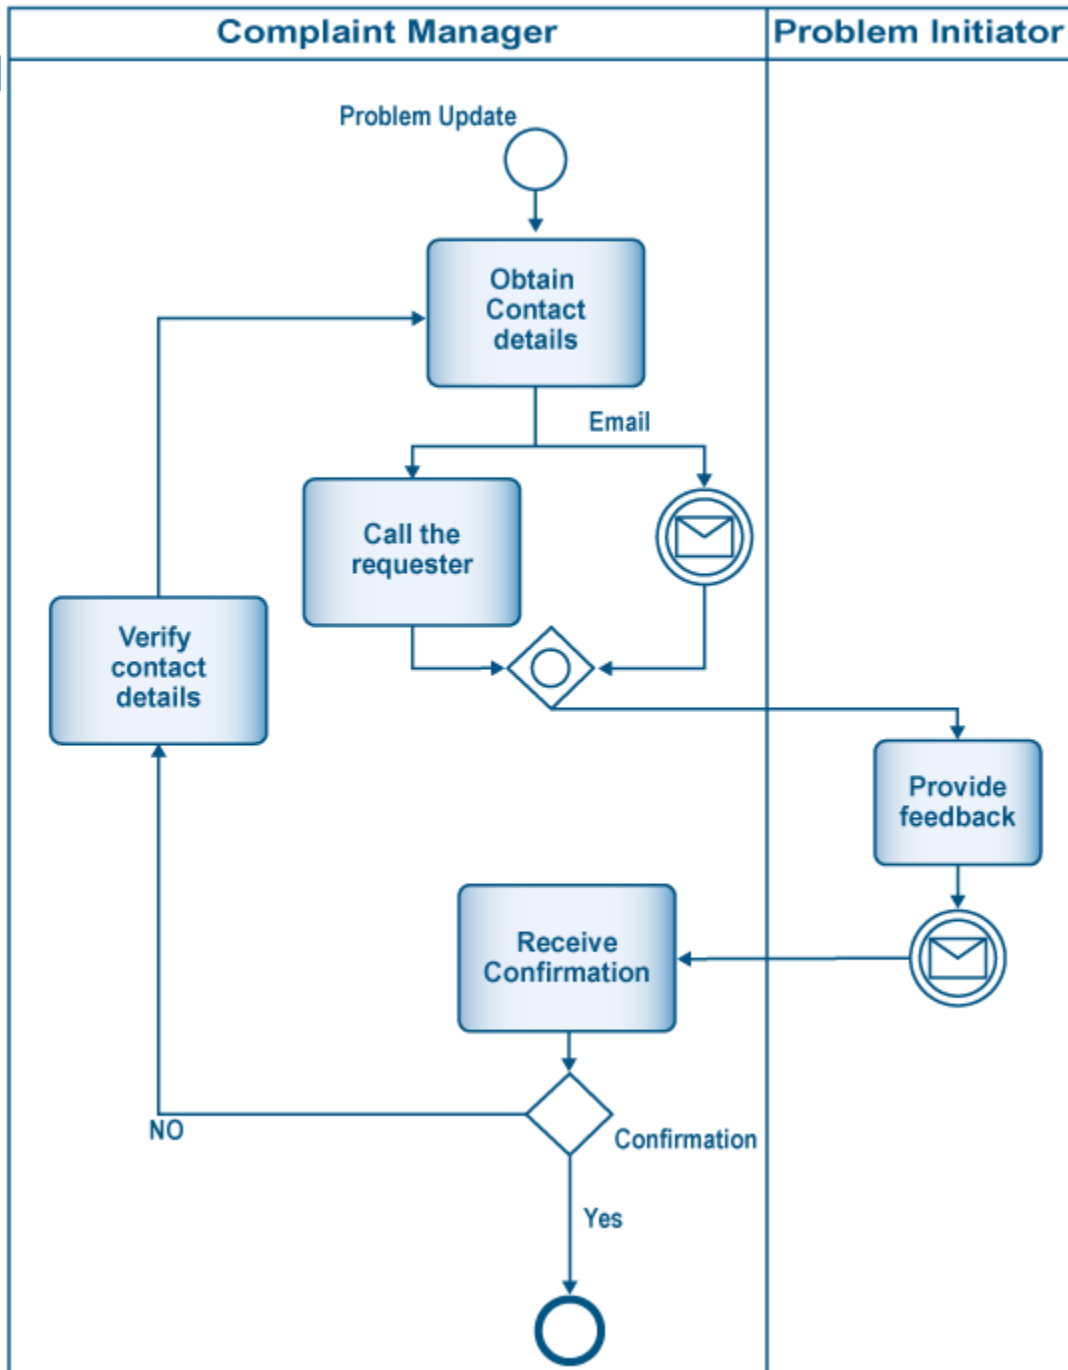 Complaint Manager
Problem Initiator
Problem Update
Obtain
Contact
details
Email
Call the
requester
Verify
contact
details
Provide
feedback
Receive
Confirmation
NO
Confirmation
Yes